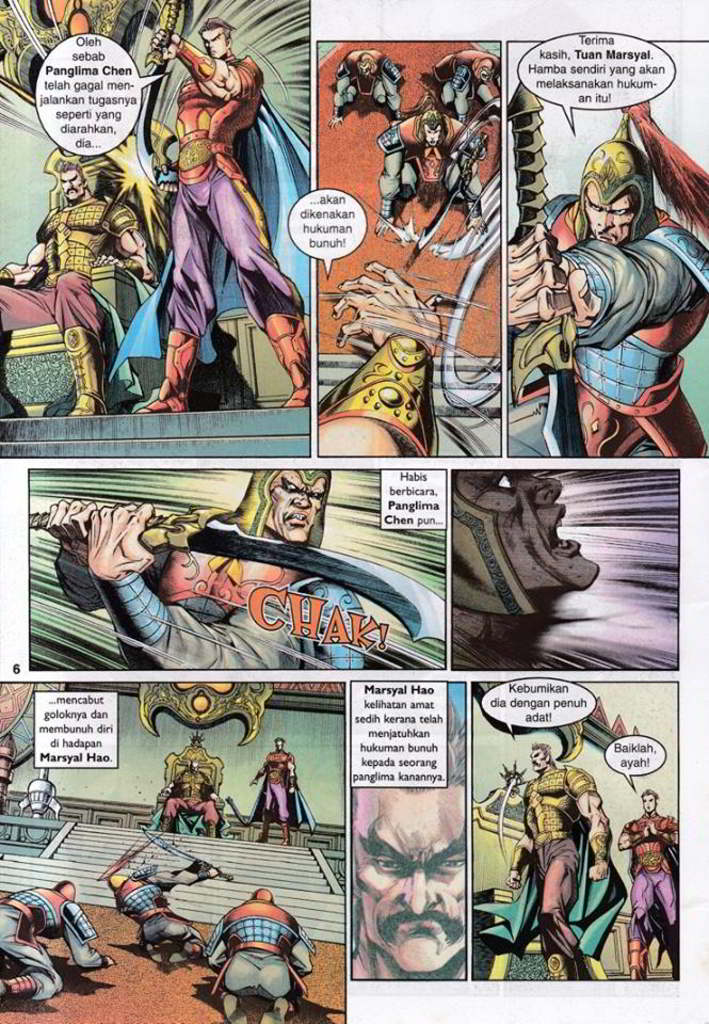 Oleh
sebab
Panglima Chen
telah gagal men-
jalankan tugasnya
seperti yang
diarahkan,
dia...
...akan
dikenakan
hukuman
bunuh!
Terima
kasih, Tuan Marsyal.
Hamba sendiri yang akan
melaksanakan hukum-
an itu!
Habis
berbicara,
Panglima
Chen pun...
CHAK!
6
...mencabut
goloknya dan
membunuh diri
di hadapan
Marsyal Hao.
Marsyal Hao
kelihatan amat
sedih kerana telah
menjatuhkan
hukuman bunuh
kepada seorang
panglima kanannya.
Kebumikan
dia dengan penuh
adat!
Baiklah,
ayah!